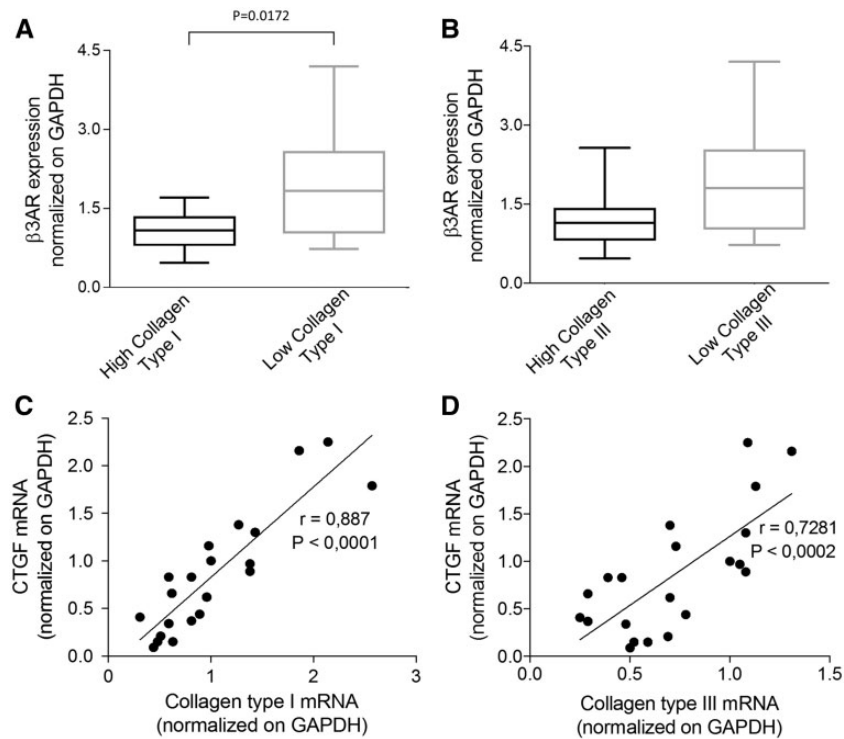 A
P=0.0172
4.5
3.0
1.5
0.0
β3AR expression
normalized on GAPDH
High Collagen
Type I
Low Collagen
Type I
B
4.5
3.0
1.5
0.0
β3AR expression
normalized on GAPDH
High Collagen
Type III
Low Collagen
Type III
C
2.5
2.0
1.5
1.0
0.5
0.0
CTGF mRNA
(normalized on GAPDH)
r = 0,887
P < 0,0001
0
1
2
3
Collagen type I mRNA
(normalized on GAPDH)
D
2.5
2.0
1.5
1.0
0.5
0.0
CTGF mRNA
(normalized on GAPDH)
r = 0,7281
P < 0,0002
0.0
0.5
1.0
1.5
Collagen type III mRNA
(normalized on GAPDH)